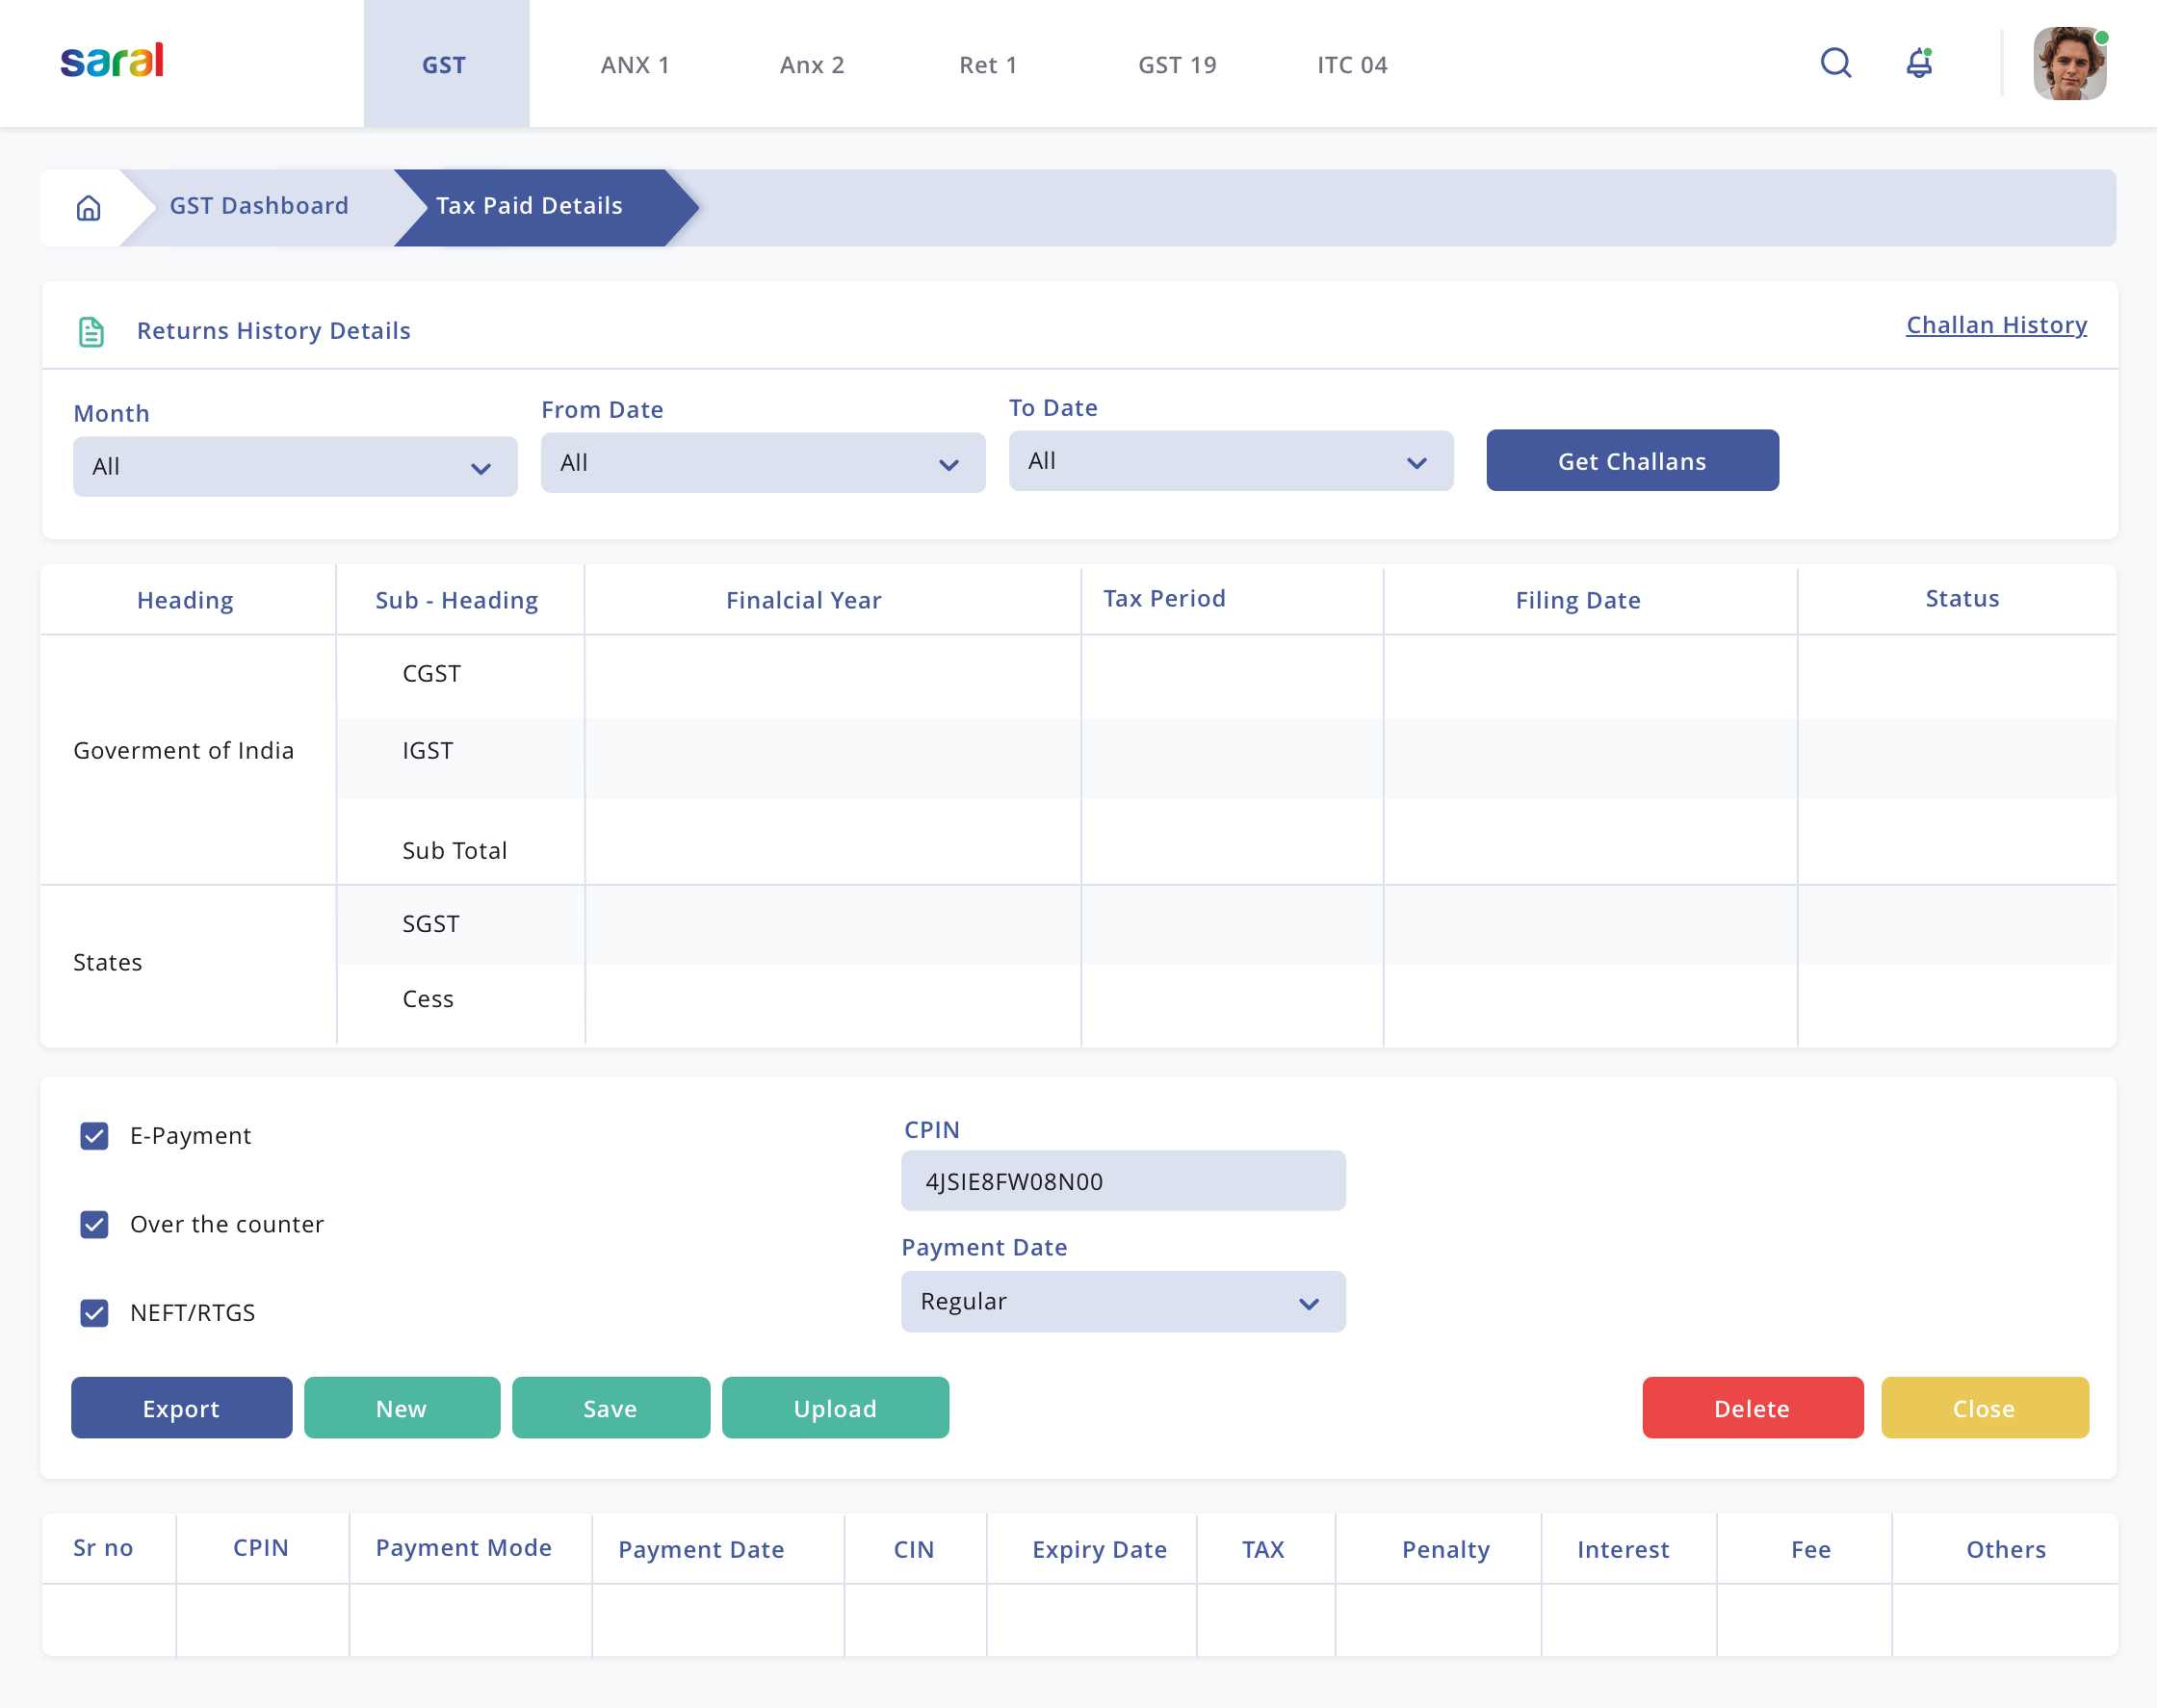 saral GST ANX 1 Anx 2 Ret 1 GST 19 ITC 04
GST Dashboard Tax Paid Details
Returns History Details Challan History
Month From Date To Date
All All All Get Challans
Heading Sub - Heading Finalcial Year Tax Period Filing Date Status
CGST
Goverment of India IGST
Sub Total
SGST
States
Cess
E-Payment
Over the counter
NEFT/RTGS
CPIN
4JSIE8FW08N00
Payment Date
Regular
Export New Save Upload Delete Close
Sr no CPIN Payment Mode Payment Date CIN Expiry Date TAX Penalty Interest Fee Others